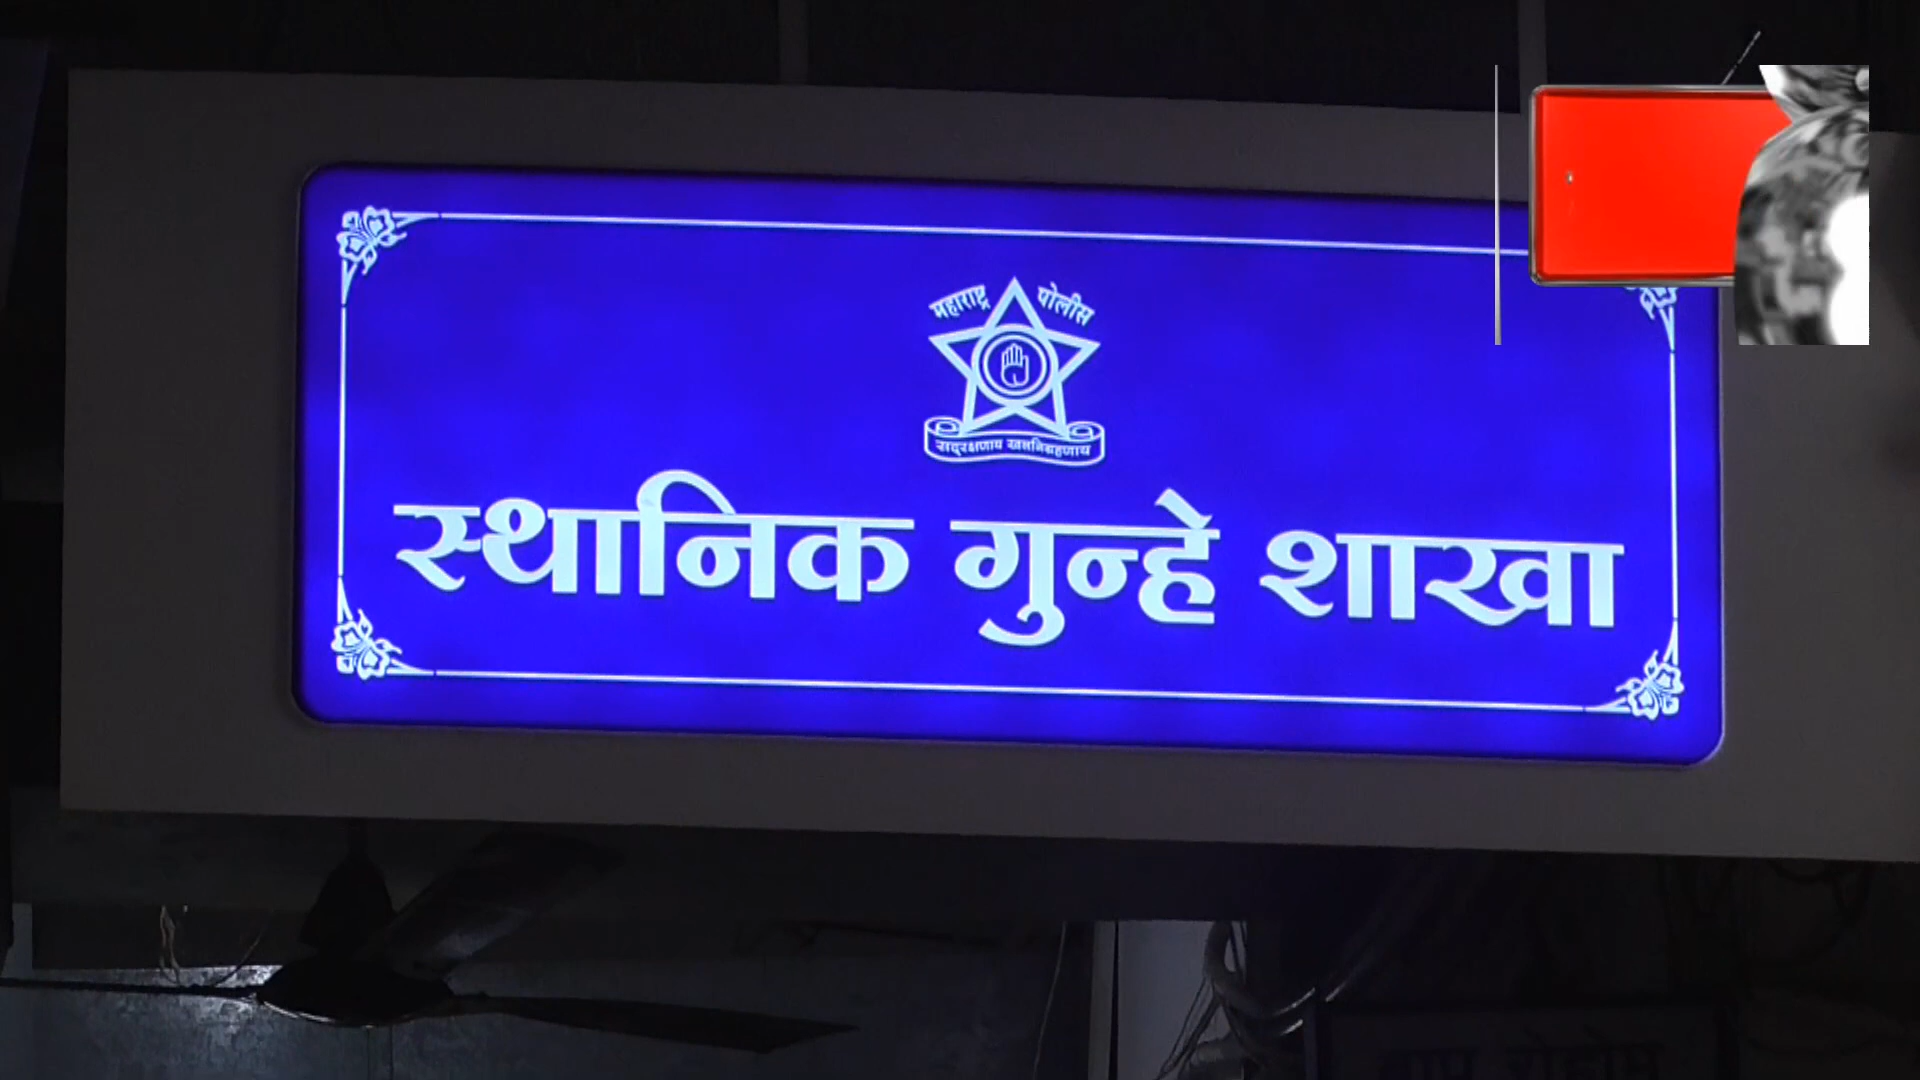 महाराष्ट्र पोलीस
सद्रक्षणाय खलनिग्रहणाय
स्थानिक गुन्हे शाखा